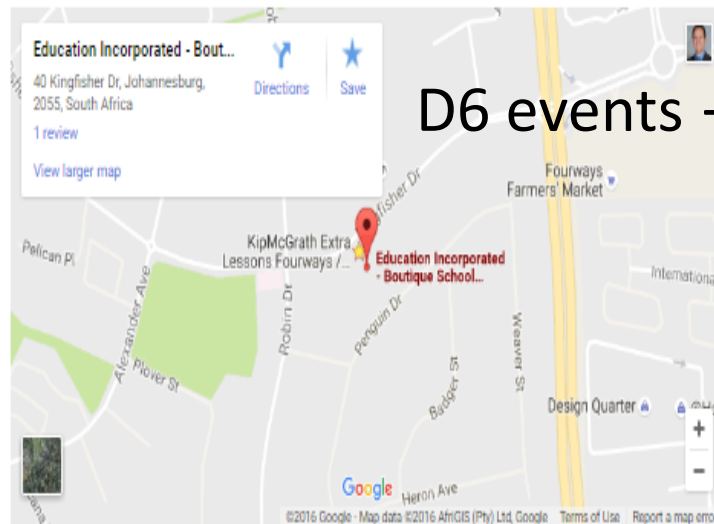 Education Incorporated - Bout...
40 Kingfisher Dr, Johannesburg,
2055, South Africa
1 review
View larger map
Directions
Save
D6 events -
Fourways
Farmers' Market
KipMcGrath Extra
Lessons Fourways /...
Education Incorporated
- Boutique School...
Pelican Pl
Alexander Ave
Plover St
Robin Dr
Penguin Dr
Badger St
Weaver St
Internationa
Design Quarter
Heron Ave
Google
©2016 Google - Map data ©2016 AfriGIS (Pty) Ltd, Google
Terms of Use
Report a map erro